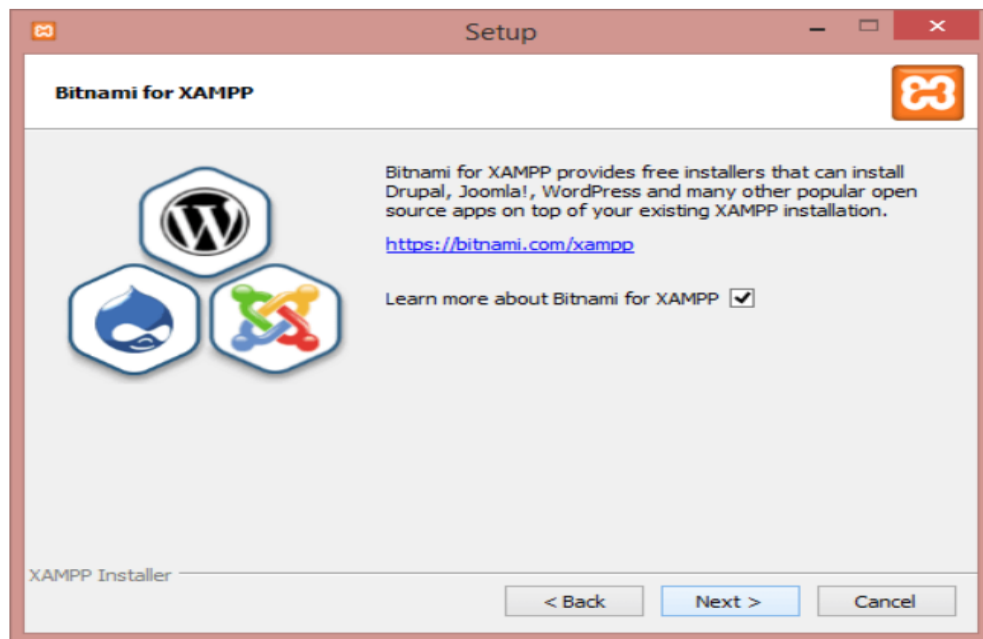 Setup
Bitnami for XAMPP
Bitnami for XAMPP provides free installers that can install
Drupal, Joomla!, WordPress and many other popular open
source apps on top of your existing XAMPP installation.
https://bitnami.com/xampp
Learn more about Bitnami for XAMPP
XAMPP Installer
< Back Next > Cancel